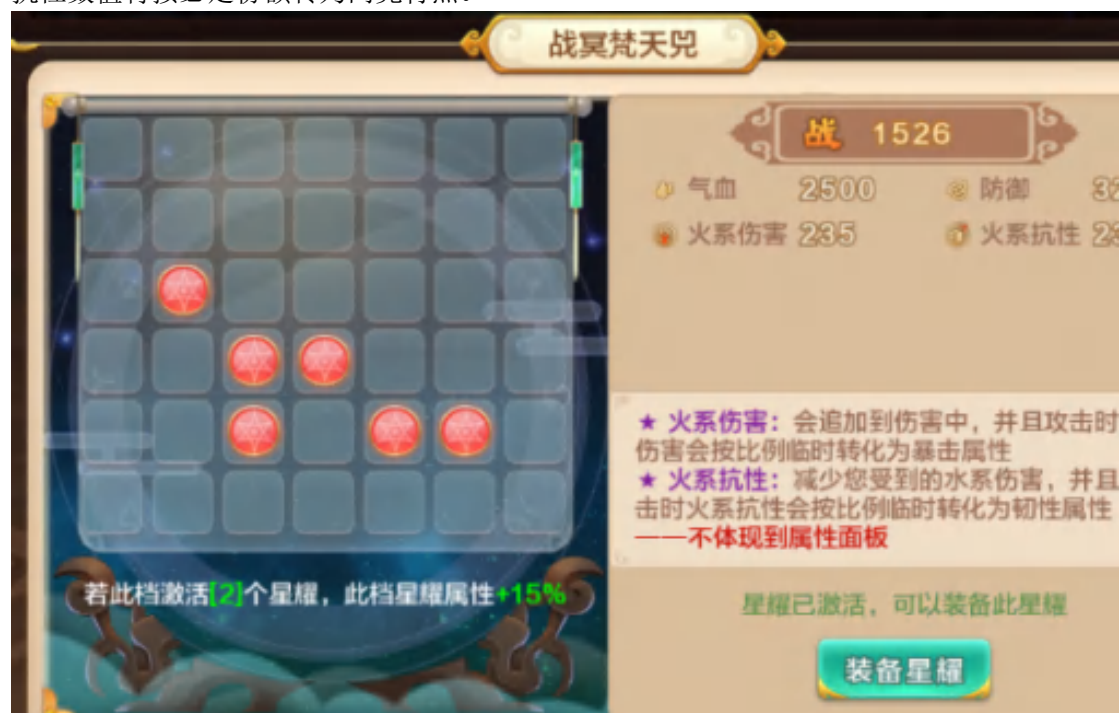 战冥梵天兕
战 1526
气血 2500 防御
火系伤害 235 火系抗性
★ 火系伤害：会追加到伤害中，并且攻击时
伤害会按比例临时转化为暴击属性
★ 火系抗性：减少您受到的水系伤害，并且
击时火系抗性会按比例临时转化为韧性属性
——不体现到属性面板
若此档激活[2]个星耀，此档星耀属性+15%
星耀已激活，可以装备此星耀
装备星耀